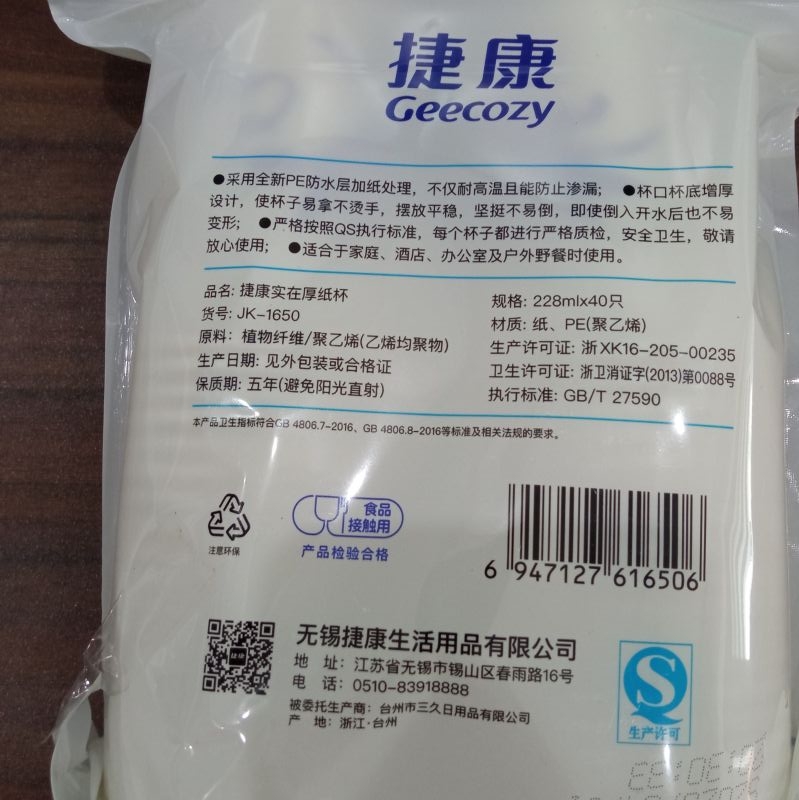 捷康
Geecozy
●采用全新PE防水层加纸处理，不仅耐高温且能防止渗漏； ●杯口杯底增厚
设计，使杯子易拿不烫手，摆放平稳，坚挺不易倒，即使倒入开水后也不易
变形； ●严格按照QS执行标准，每个杯子都进行严格质检，安全卫生，敬请
放心使用； ●适合于家庭、酒店、办公室及户外野餐时使用。
品名: 捷康实在厚纸杯
货号: JK-1650
原料: 植物纤维/聚乙烯(乙烯均聚物)
生产日期: 见外包装或合格证
保质期: 五年(避免阳光直射)
规格: 228mlx40只
材质: 纸、PE(聚乙烯)
生产许可证: 浙XK16-205-00235
卫生许可证: 浙卫消证字(2013)第0088号
执行标准: GB/T 27590
本产品卫生指标符合GB 4806.7-2016、GB 4806.8-2016等标准及相关法规的要求。
注意环保
食品
接触用
产品检验合格
6 947127 616506
捷康
无锡捷康生活用品有限公司
地 址: 江苏省无锡市锡山区春雨路16号
电 话: 0510-83918888
被委托生产商: 台州市三久日用品有限公司
产 地: 浙江·台州
生产许可